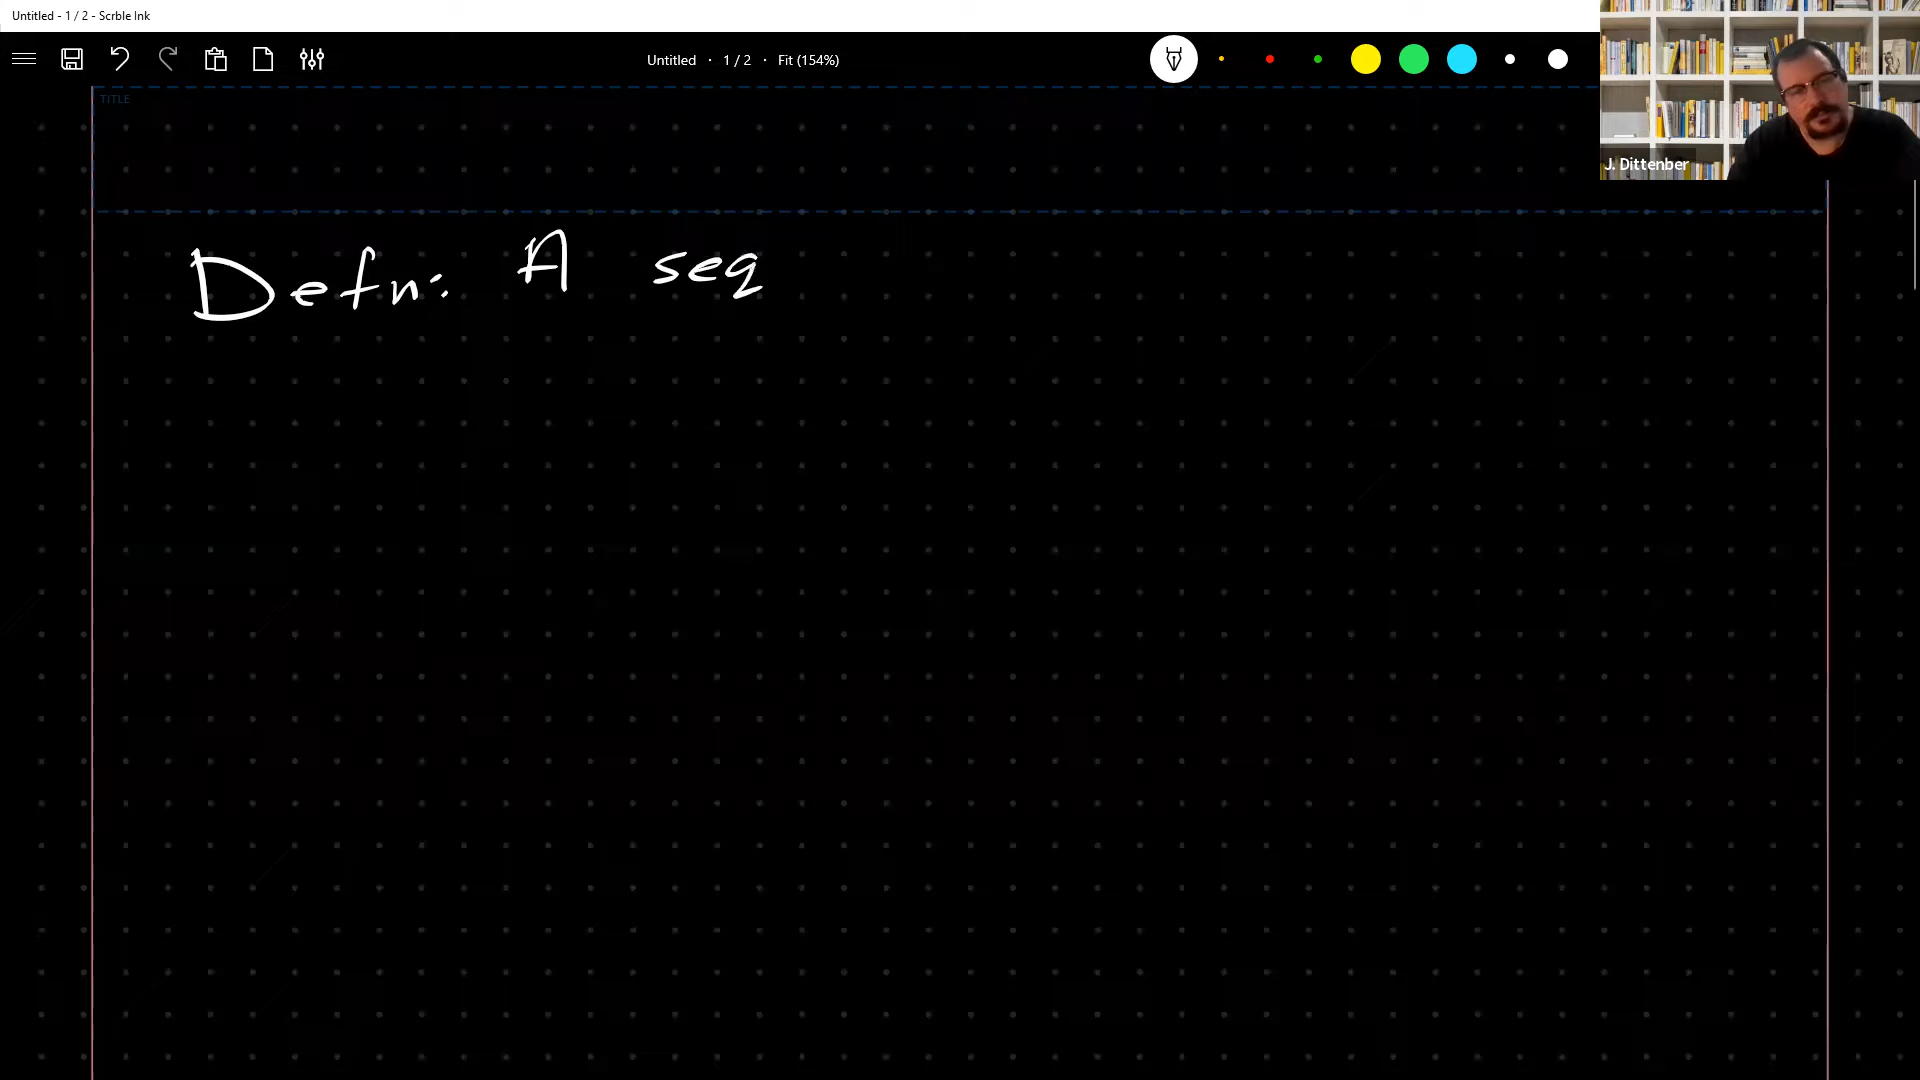 Untitled - 1 / 2 - Scrble Ink
Untitled · 1 / 2 · Fit (154%)
J. Dittenber
TITLE
Defn: A seq